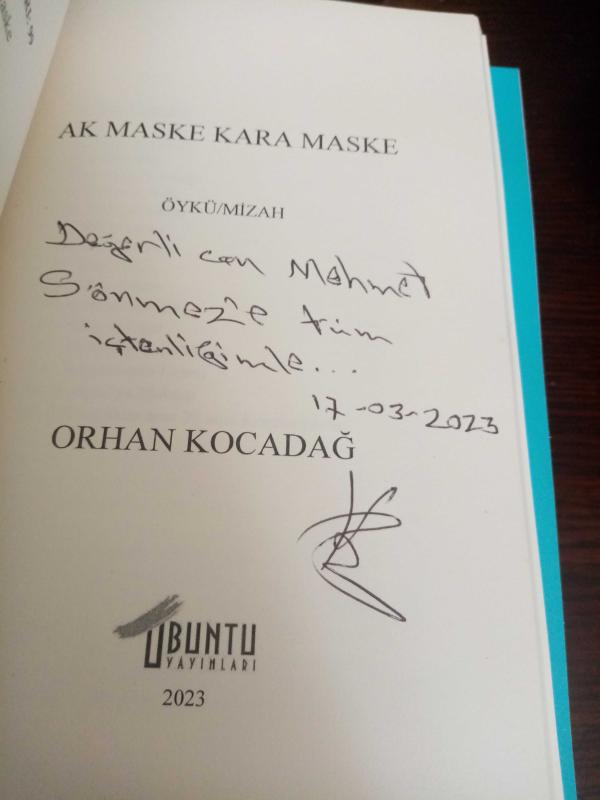 AK MASKE KARA MASKE
ÖYKÜ/MİZAH
Değerli can Mehmet
Sönmez'e tüm
içtenliğimle...
17-03-2023
ORHAN KOCADAĞ
UBUNTU
YAYINLARI
2023